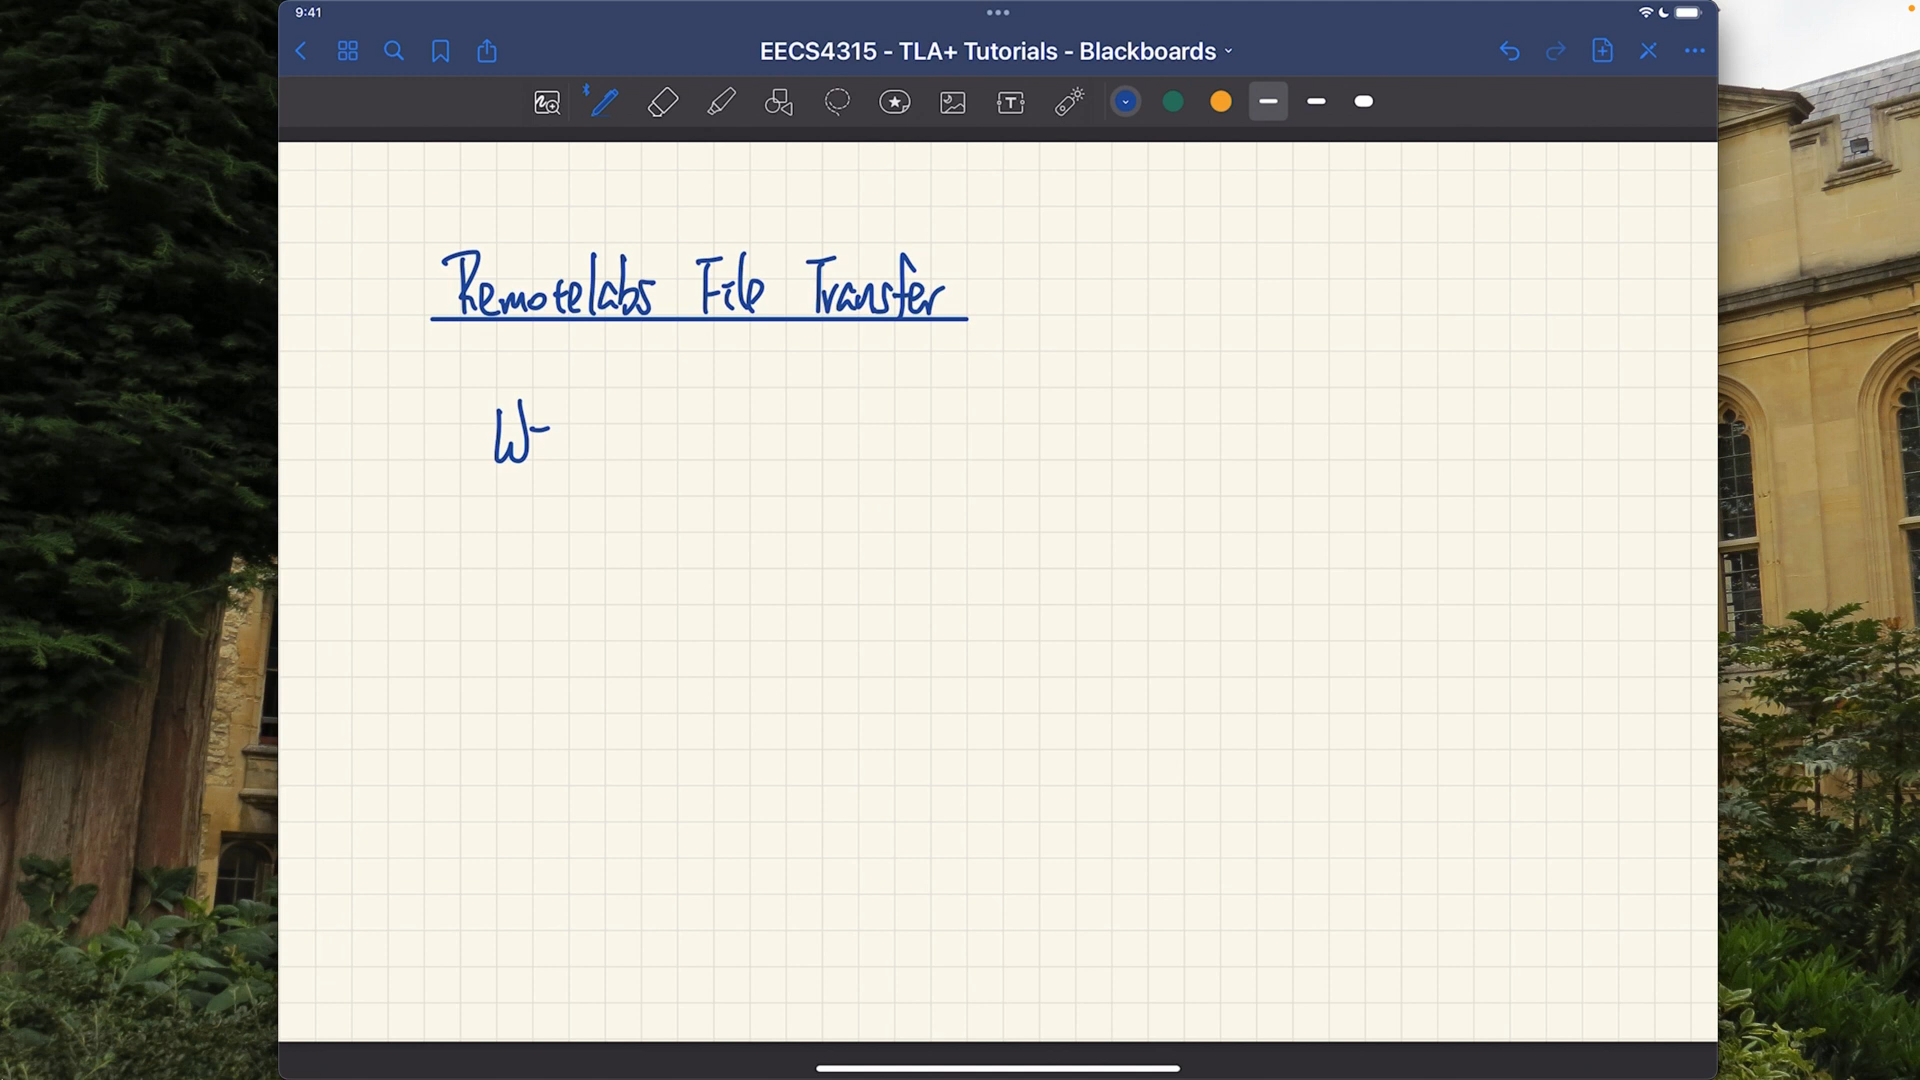 9:41
EECS4315 - TLA+ Tutorials - Blackboards
Remotelabs File Transfer
W-